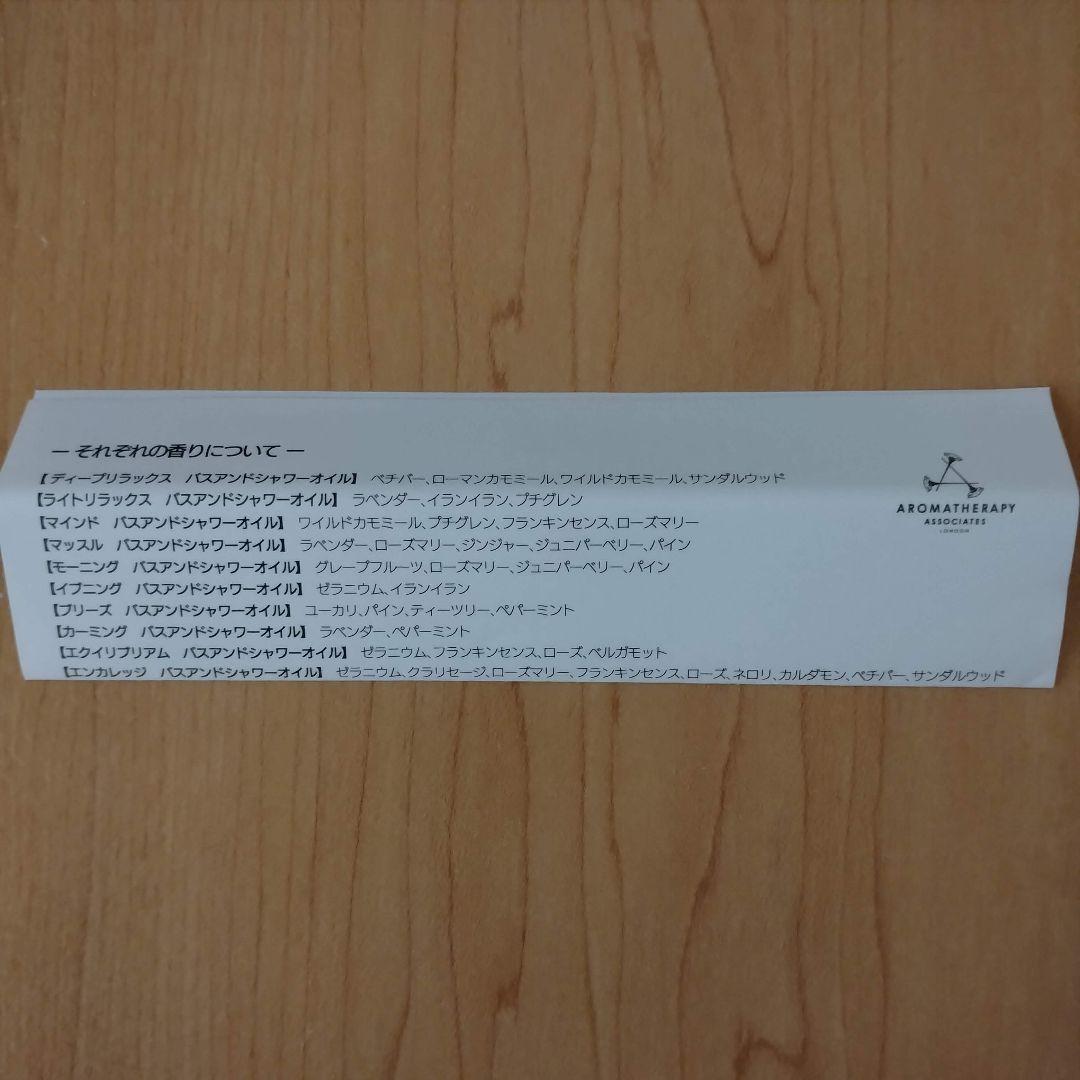 ― それぞれの香りについて ―
【ディープリラックス　バスアンドシャワーオイル】　ベチバー、ローマンカモミール、ワイルドカモミール、サンダルウッド
【ライトリラックス　バスアンドシャワーオイル】　ラベンダー、イランイラン、プチグレン
【マインド　バスアンドシャワーオイル】　ワイルドカモミール、プチグレン、フランキンセンス、ローズマリー
【マッスル　バスアンドシャワーオイル】　ラベンダー、ローズマリー、ジンジャー、ジュニパーベリー、パイン
【モーニング　バスアンドシャワーオイル】　グレープフルーツ、ローズマリー、ジュニパーベリー、パイン
【イブニング　バスアンドシャワーオイル】　ゼラニウム、イランイラン
【ブリーズ　バスアンドシャワーオイル】　ユーカリ、パイン、ティーツリー、ペパーミント
【カーミング　バスアンドシャワーオイル】　ラベンダー、ペパーミント
【エクイリブリアム　バスアンドシャワーオイル】　ゼラニウム、フランキンセンス、ローズ、ベルガモット
【エンカレッジ　バスアンドシャワーオイル】　ゼラニウム、クラリセージ、ローズマリー、フランキンセンス、ローズ、ネロリ、カルダモン、ベチバー、サンダルウッド
AROMATHERAPY
ASSOCIATES
LONDON